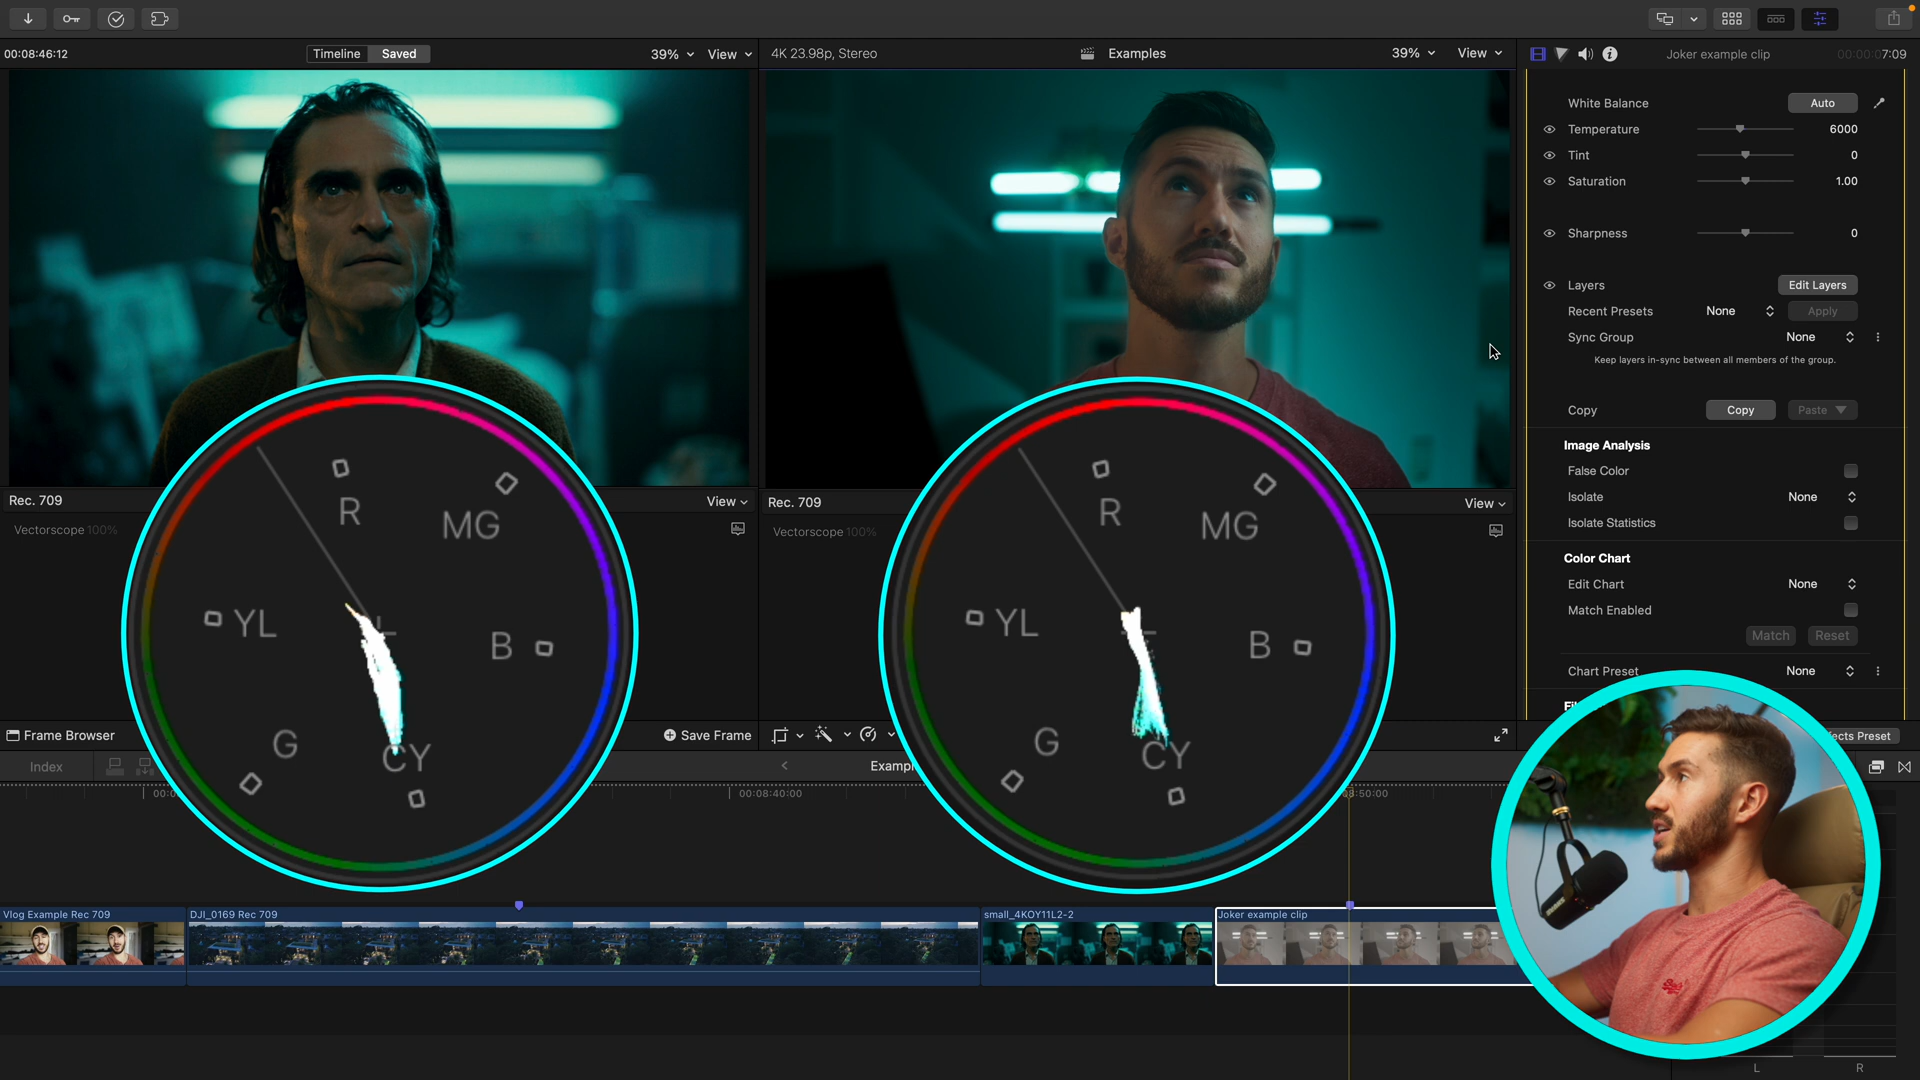 00:08:46:12
Timeline
Saved
39%
View
4K 23.98p, Stereo
Examples
39%
View
Joker example clip
00:00:07:09
White Balance
Auto
Temperature
6000
Tint
0
Saturation
1.00
Sharpness
0
Layers
Edit Layers
Recent Presets
None
Apply
Sync Group
None
Keep layers in-sync between all members of the group.
Copy
Copy
Paste
Image Analysis
False Color
Isolate
None
Isolate Statistics
Color Chart
Edit Chart
None
Match Enabled
Match
Reset
Chart Preset
None
Rec. 709
View
Vectorscope 100%
R
MG
YL
B
G
CY
Rec. 709
View
Vectorscope 100%
R
MG
YL
B
G
CY
Frame Browser
Save Frame
ects Preset
Index
Exampl
00:08:40:00
08:50:00
Vlog Example Rec 709
DJI_0169 Rec 709
small_4KOY11L2-2
Joker example clip
L
R